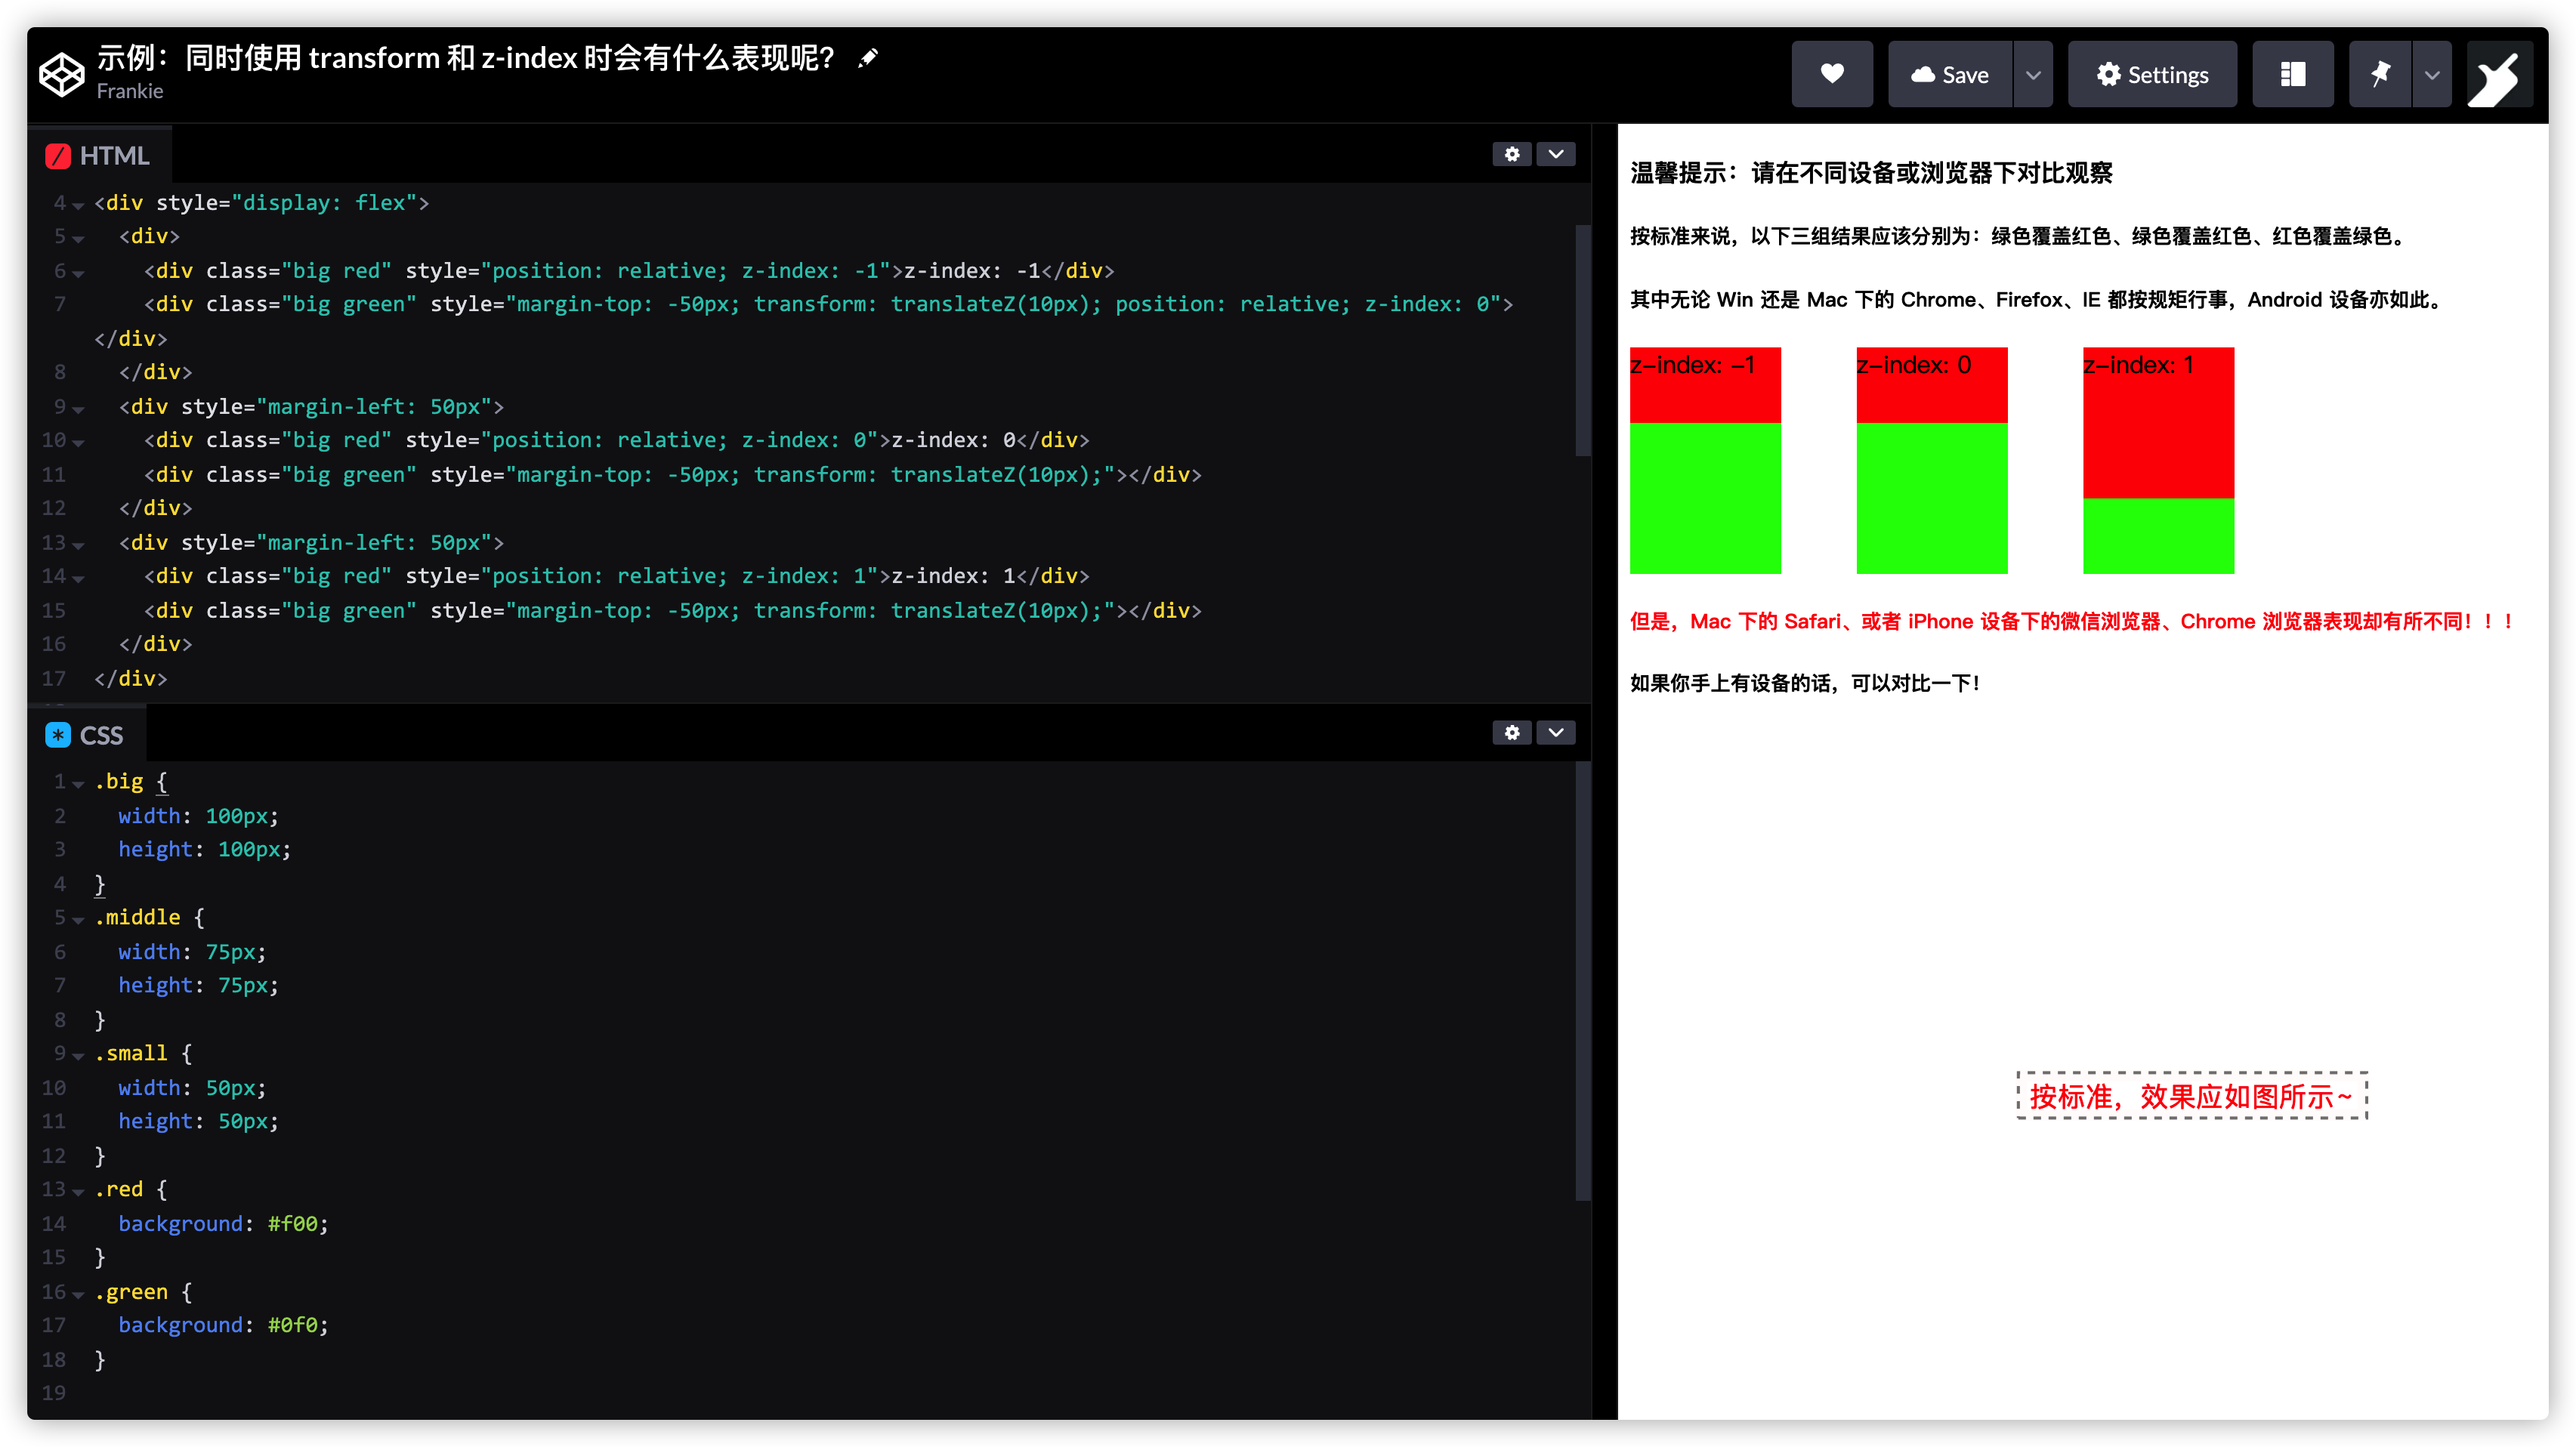 示例：同时使用 transform 和 z-index 时会有什么表现呢？
Frankie
Save
Settings
HTML
4 <div style="display: flex">
5 <div>
6 <div class="big red" style="position: relative; z-index: -1">z-index: -1</div>
7 <div class="big green" style="margin-top: -50px; transform: translateZ(10px); position: relative; z-index: 0">
</div>
8 </div>
9 <div style="margin-left: 50px">
10 <div class="big red" style="position: relative; z-index: 0">z-index: 0</div>
11 <div class="big green" style="margin-top: -50px; transform: translateZ(10px);"></div>
12 </div>
13 <div style="margin-left: 50px">
14 <div class="big red" style="position: relative; z-index: 1">z-index: 1</div>
15 <div class="big green" style="margin-top: -50px; transform: translateZ(10px);"></div>
16 </div>
17 </div>
CSS
1 .big {
2 width: 100px;
3 height: 100px;
4 }
5 .middle {
6 width: 75px;
7 height: 75px;
8 }
9 .small {
10 width: 50px;
11 height: 50px;
12 }
13 .red {
14 background: #f00;
15 }
16 .green {
17 background: #0f0;
18 }
19
温馨提示：请在不同设备或浏览器下对比观察
按标准来说，以下三组结果应该分别为：绿色覆盖红色、绿色覆盖红色、红色覆盖绿色。
其中无论 Win 还是 Mac 下的 Chrome、Firefox、IE 都按规矩行事，Android 设备亦如此。
z-index: -1
z-index: 0
z-index: 1
但是，Mac 下的 Safari、或者 iPhone 设备下的微信浏览器、Chrome 浏览器表现却有所不同！！！
如果你手上有设备的话，可以对比一下！
按标准，效果应如图所示~